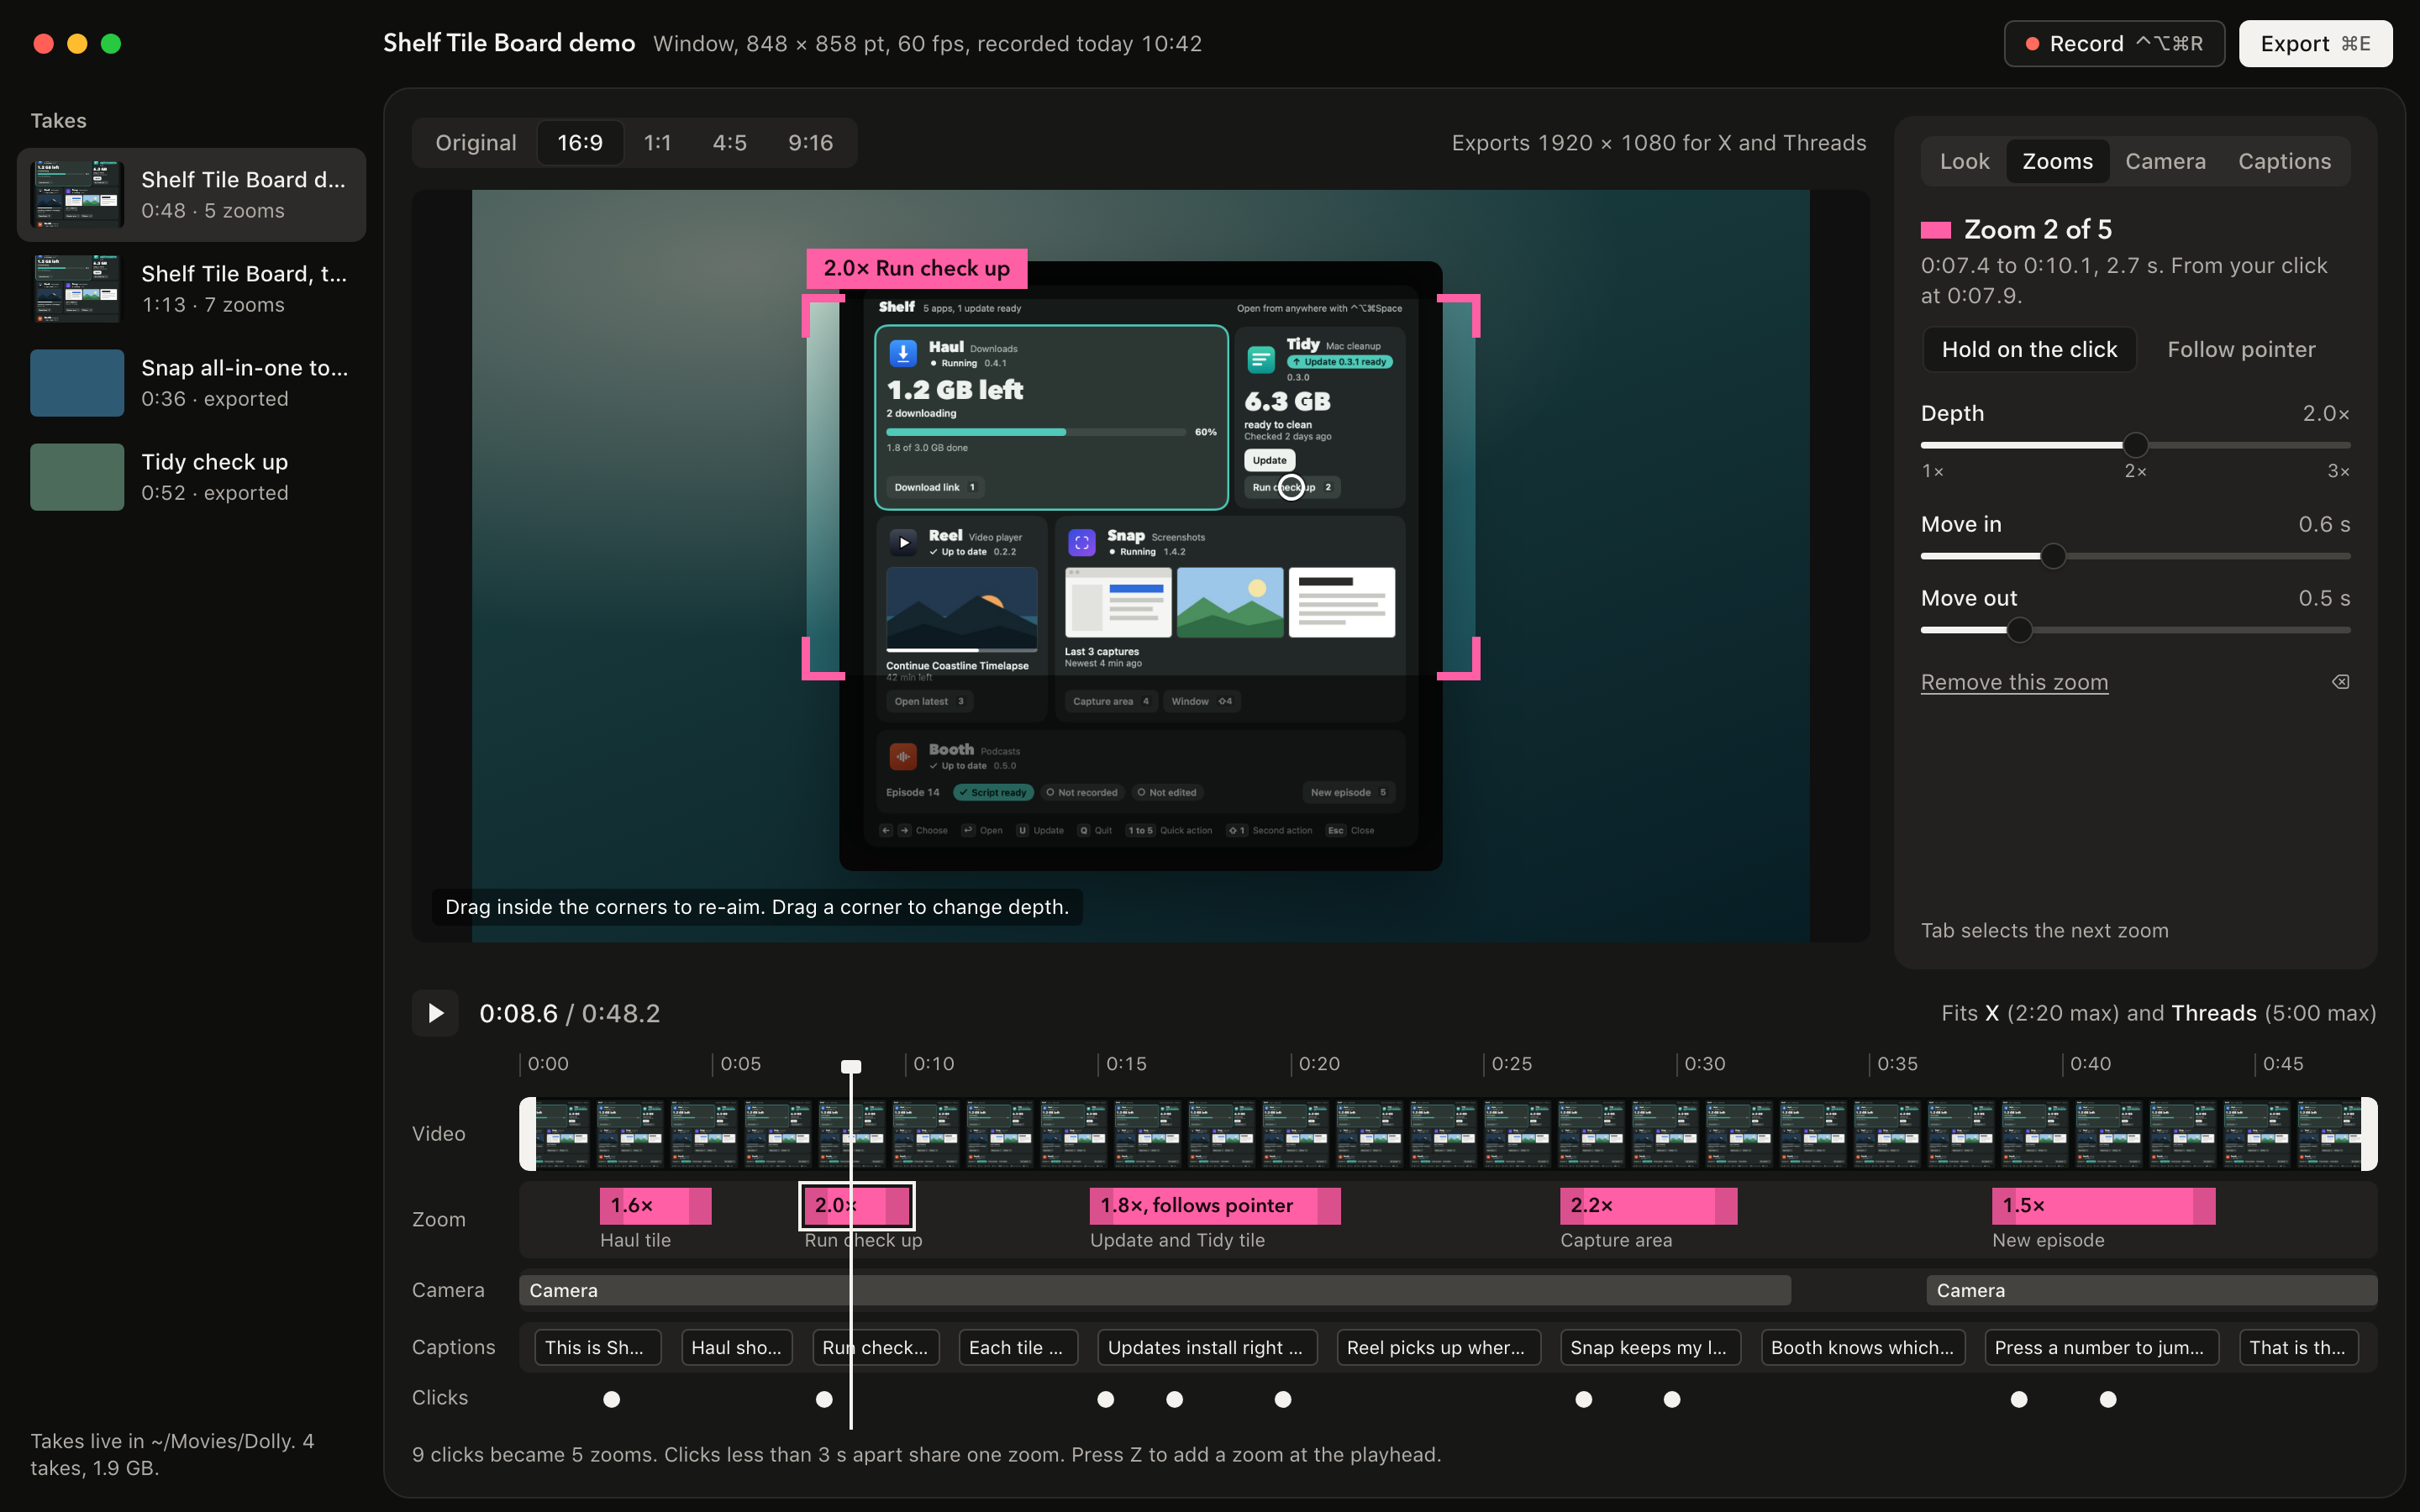 Shelf Tile Board demo Window, 848 × 858 pt, 60 fps, recorded today 10:42
Record ^⌥⌘R
Export ⌘E
Takes
Shelf Tile Board d...
0:48 · 5 zooms
Shelf Tile Board, t...
1:13 · 7 zooms
Snap all-in-one to...
0:36 · exported
Tidy check up
0:52 · exported
Takes live in ~/Movies/Dolly. 4
takes, 1.9 GB.
Original 16:9 1:1 4:5 9:16
Exports 1920 × 1080 for X and Threads
2.0× Run check up
Shelf 5 apps, 1 update ready
Open from anywhere with ^⌥⌘Space
Haul Downloads
Running 0.4.1
1.2 GB left
2 downloading
60%
1.8 of 3.0 GB done
Download link 1
Tidy Mac cleanup
Update 0.3.1 ready
0.3.0
6.3 GB
ready to clean
Checked 2 days ago
Update
Run check up 2
Reel Video player
Up to date 0.2.2
Continue Coastline Timelapse
42 min left
Open latest 3
Snap Screenshots
Running 1.4.2
Last 3 captures
Newest 4 min ago
Capture area 4
Window ⇧4
Booth Podcasts
Up to date 0.5.0
Episode 14
Script ready
Not recorded
Not edited
New episode 5
← → Choose ↩ Open U Update Q Quit 1 to 5 Quick action ⇧1 Second action Esc Close
Drag inside the corners to re-aim. Drag a corner to change depth.
Look Zooms Camera Captions
Zoom 2 of 5
0:07.4 to 0:10.1, 2.7 s. From your click
at 0:07.9.
Hold on the click Follow pointer
Depth 2.0×
1× 2× 3×
Move in 0.6 s
Move out 0.5 s
Remove this zoom ⌫
Tab selects the next zoom
0:08.6 / 0:48.2
Fits X (2:20 max) and Threads (5:00 max)
0:00 0:05 0:10 0:15 0:20 0:25 0:30 0:35 0:40 0:45
Video
Zoom
1.6× 2.0× 1.8×, follows pointer 2.2× 1.5×
Haul tile Run check up Update and Tidy tile Capture area New episode
Camera Camera Camera
Captions This is Sh... Haul sho... Run check... Each tile ... Updates install right ... Reel picks up wher... Snap keeps my l... Booth knows which... Press a number to jum... That is th...
Clicks
9 clicks became 5 zooms. Clicks less than 3 s apart share one zoom. Press Z to add a zoom at the playhead.